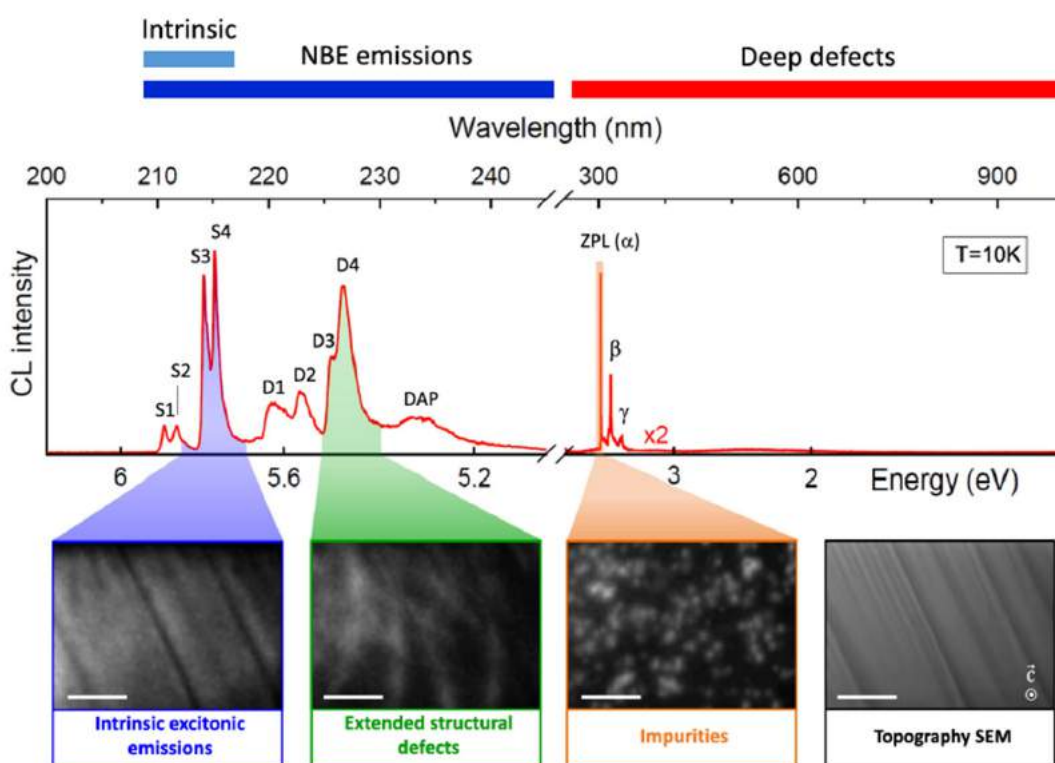 Intrinsic
NBE emissions
Deep defects
Wavelength (nm)
200 210 220 230 240 300 600 900
CL intensity
S1
S2
S3
S4
D1
D2
D3
D4
DAP
ZPL (α)
β
γ
x2
T=10K
6 5.6 5.2 3 2 Energy (eV)
c
Intrinsic excitonic
emissions
Extended structural
defects
Impurities
Topography SEM